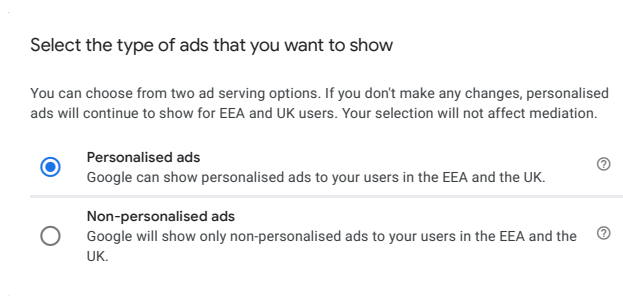 Select the type of ads that you want to show
You can choose from two ad serving options. If you don't make any changes, personalised
ads will continue to show for EEA and UK users. Your selection will not affect mediation.
Personalised ads
Google can show personalised ads to your users in the EEA and the UK.
Non-personalised ads
Google will show only non-personalised ads to your users in the EEA and the
UK.